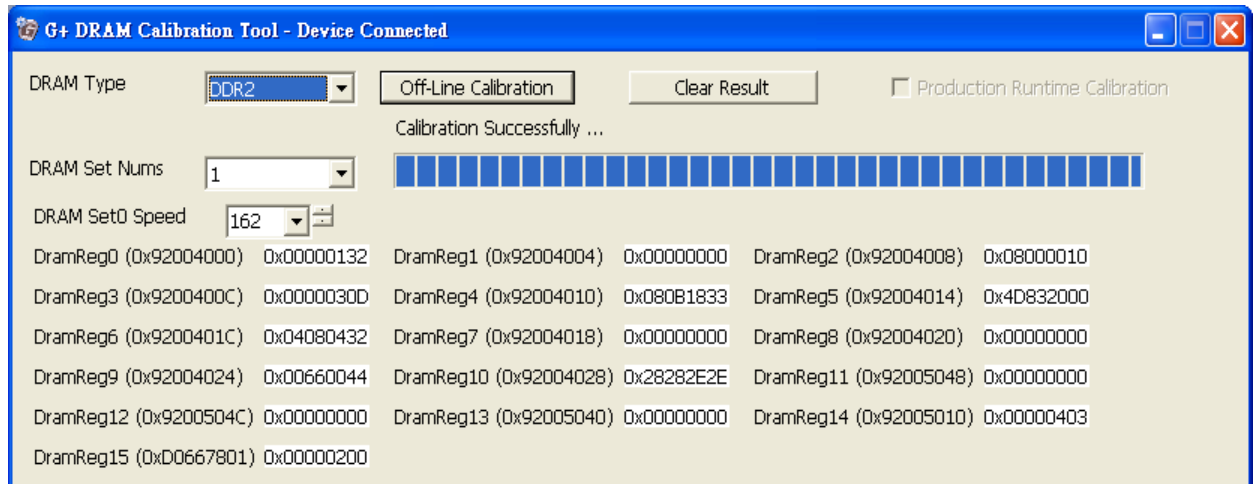 G+ DRAM Calibration Tool - Device Connected
DRAM Type DDR2 Off-Line Calibration Clear Result Production Runtime Calibration
Calibration Successfully ...
DRAM Set Nums 1
DRAM Set0 Speed 162
DramReg0 (0x92004000) 0x00000132 DramReg1 (0x92004004) 0x00000000 DramReg2 (0x92004008) 0x08000010
DramReg3 (0x9200400C) 0x0000030D DramReg4 (0x92004010) 0x080B1833 DramReg5 (0x92004014) 0x4D832000
DramReg6 (0x9200401C) 0x04080432 DramReg7 (0x92004018) 0x00000000 DramReg8 (0x92004020) 0x00000000
DramReg9 (0x92004024) 0x00660044 DramReg10 (0x92004028) 0x28282E2E DramReg11 (0x92005048) 0x00000000
DramReg12 (0x9200504C) 0x00000000 DramReg13 (0x92005040) 0x00000000 DramReg14 (0x92005010) 0x00000403
DramReg15 (0xD0667801) 0x00000200